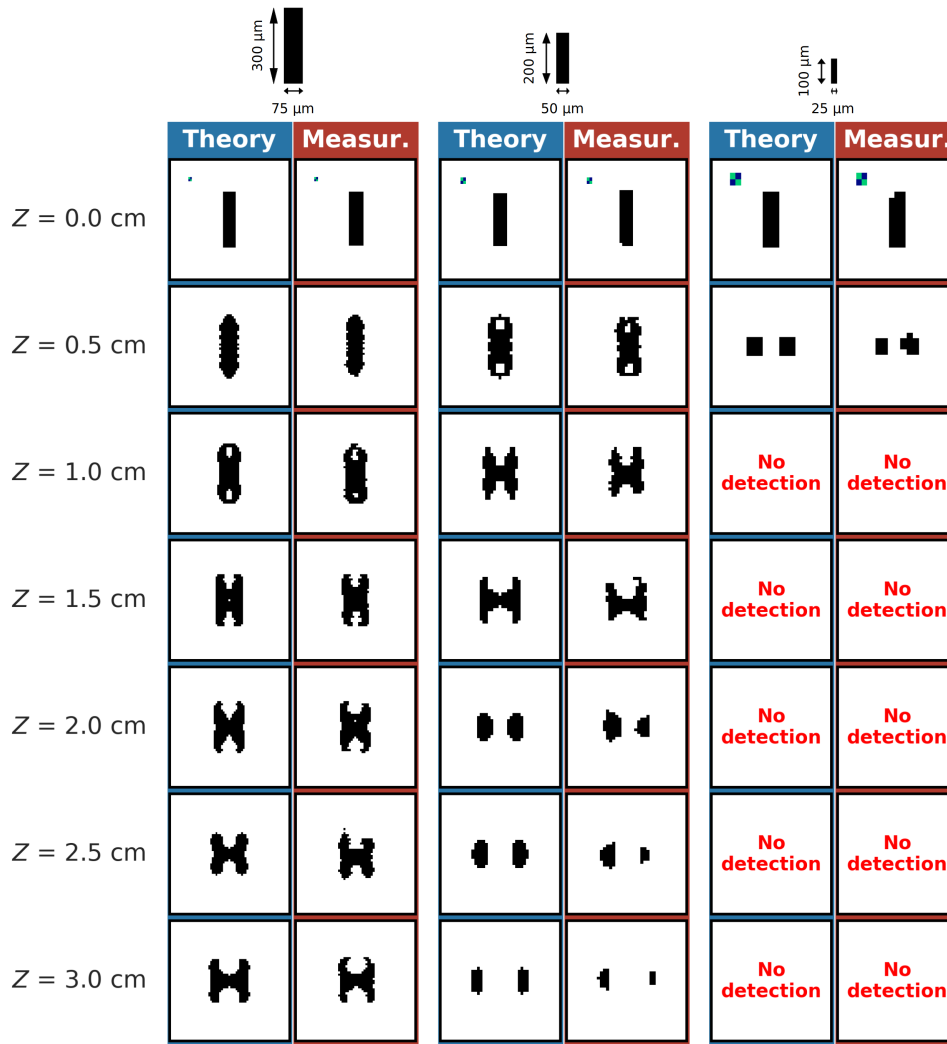 300 μm
75 μm
200 μm
50 μm
100 μm
25 μm
Theory Measur. Theory Measur. Theory Measur.
Z = 0.0 cm
Z = 0.5 cm
Z = 1.0 cm
No detection
No detection
Z = 1.5 cm
No detection
No detection
Z = 2.0 cm
No detection
No detection
Z = 2.5 cm
No detection
No detection
Z = 3.0 cm
No detection
No detection